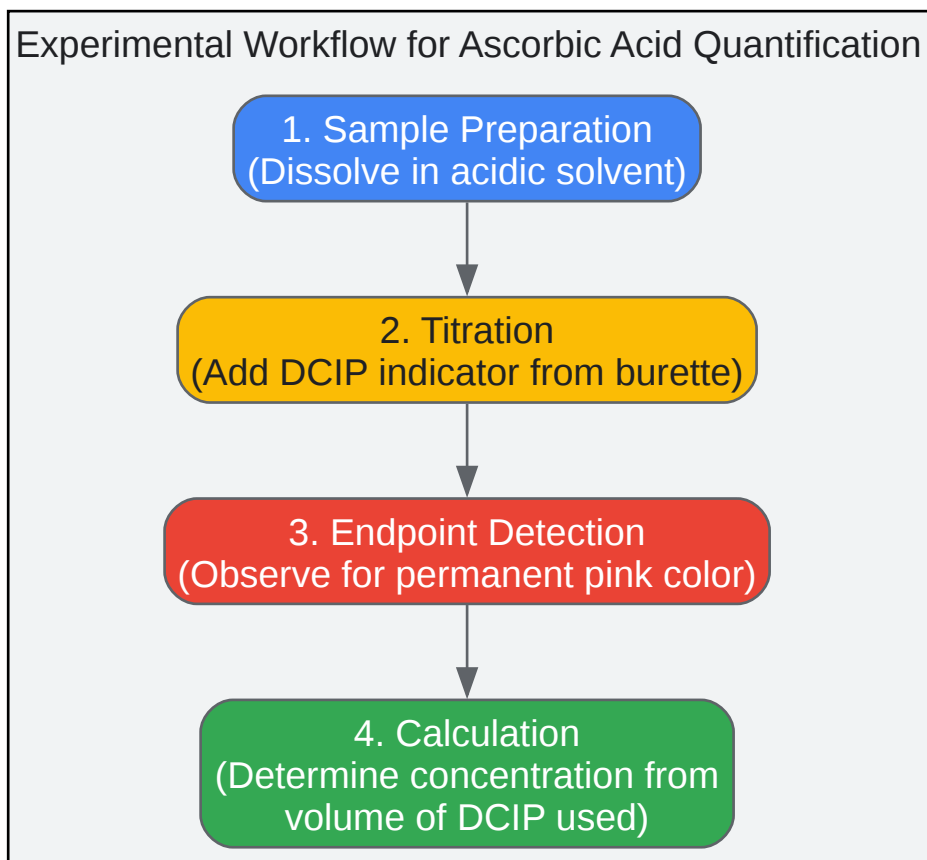 Experimental Workflow for Ascorbic Acid Quantification
1. Sample Preparation
(Dissolve in acidic solvent)
2. Titration
(Add DCIP indicator from burette)
3. Endpoint Detection
(Observe for permanent pink color)
4. Calculation
(Determine concentration from
volume of DCIP used)